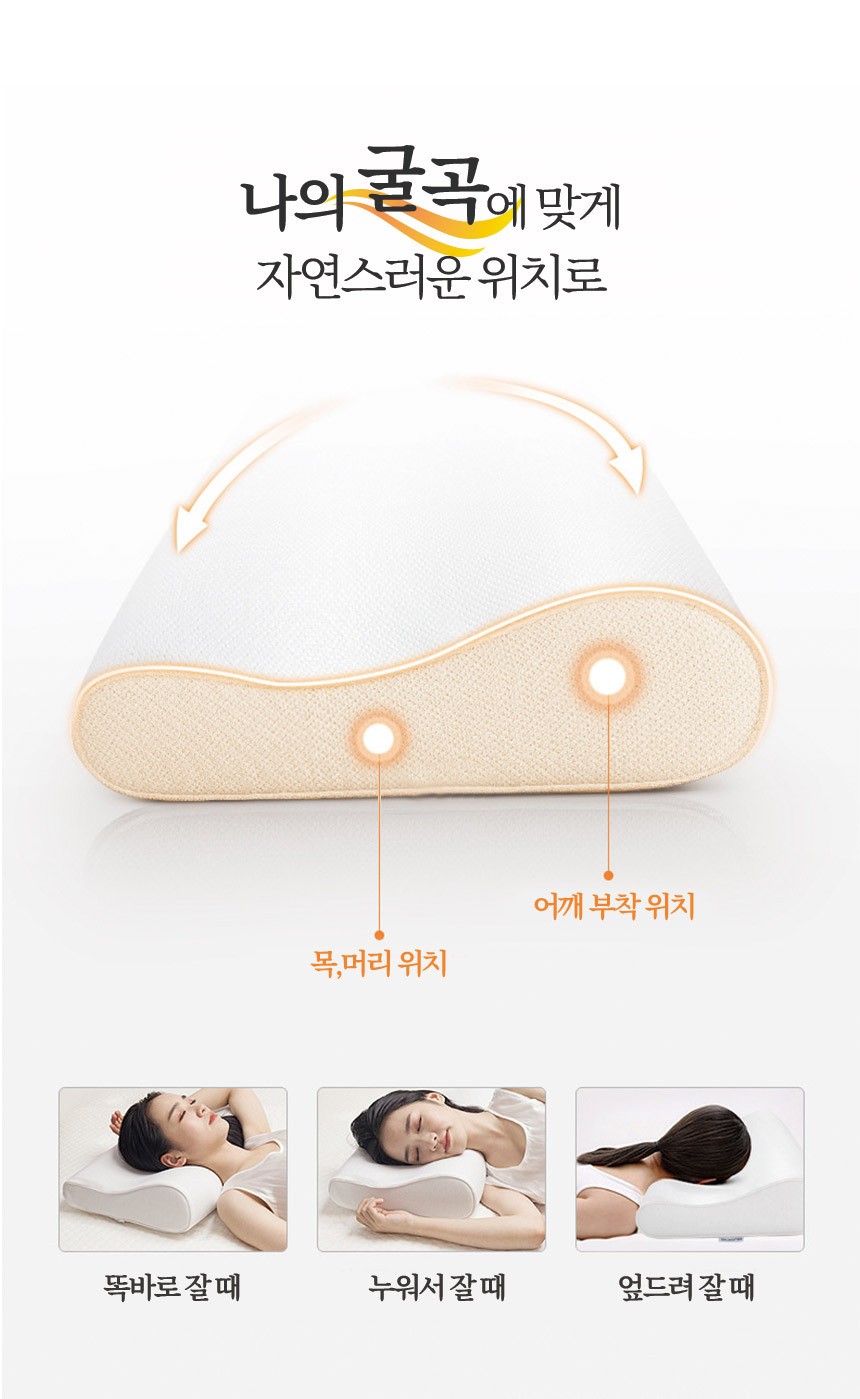 나의 굴곡에 맞게
자연스러운 위치로
어깨 부착 위치
목,머리 위치
똑바로 잘 때
누워서 잘 때
엎드려 잘 때